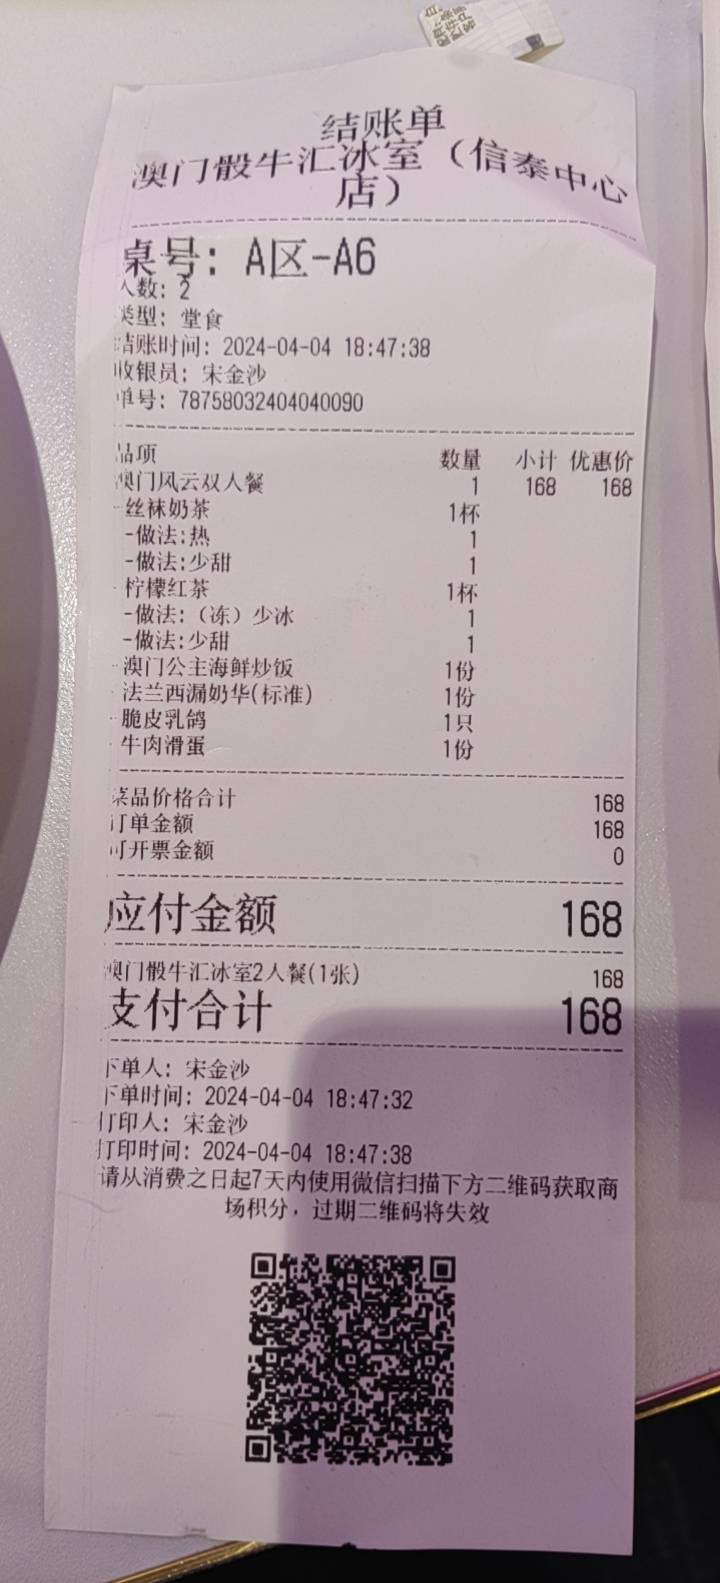 结账单
澳门骰牛汇冰室（信泰中心
店）
桌号：A区-A6
人数：2
类型：堂食
结账时间：2024-04-04 18:47:38
收银员：宋金沙
单号：78758032404040090
品项 数量 小计 优惠价
澳门风云双人餐 1 168 168
·丝袜奶茶 1杯
-做法:热 1
-做法:少甜 1
·柠檬红茶 1杯
-做法:（冻）少冰 1
-做法:少甜 1
·澳门公主海鲜炒饭 1份
·法兰西漏奶华(标准) 1份
·脆皮乳鸽 1只
·牛肉滑蛋 1份
菜品价格合计 168
订单金额 168
可开票金额 0
应付金额 168
澳门骰牛汇冰室2人餐(1张) 168
支付合计 168
下单人：宋金沙
下单时间：2024-04-04 18:47:32
打印人：宋金沙
打印时间：2024-04-04 18:47:38
请从消费之日起7天内使用微信扫描下方二维码获取商
场积分，过期二维码将失效